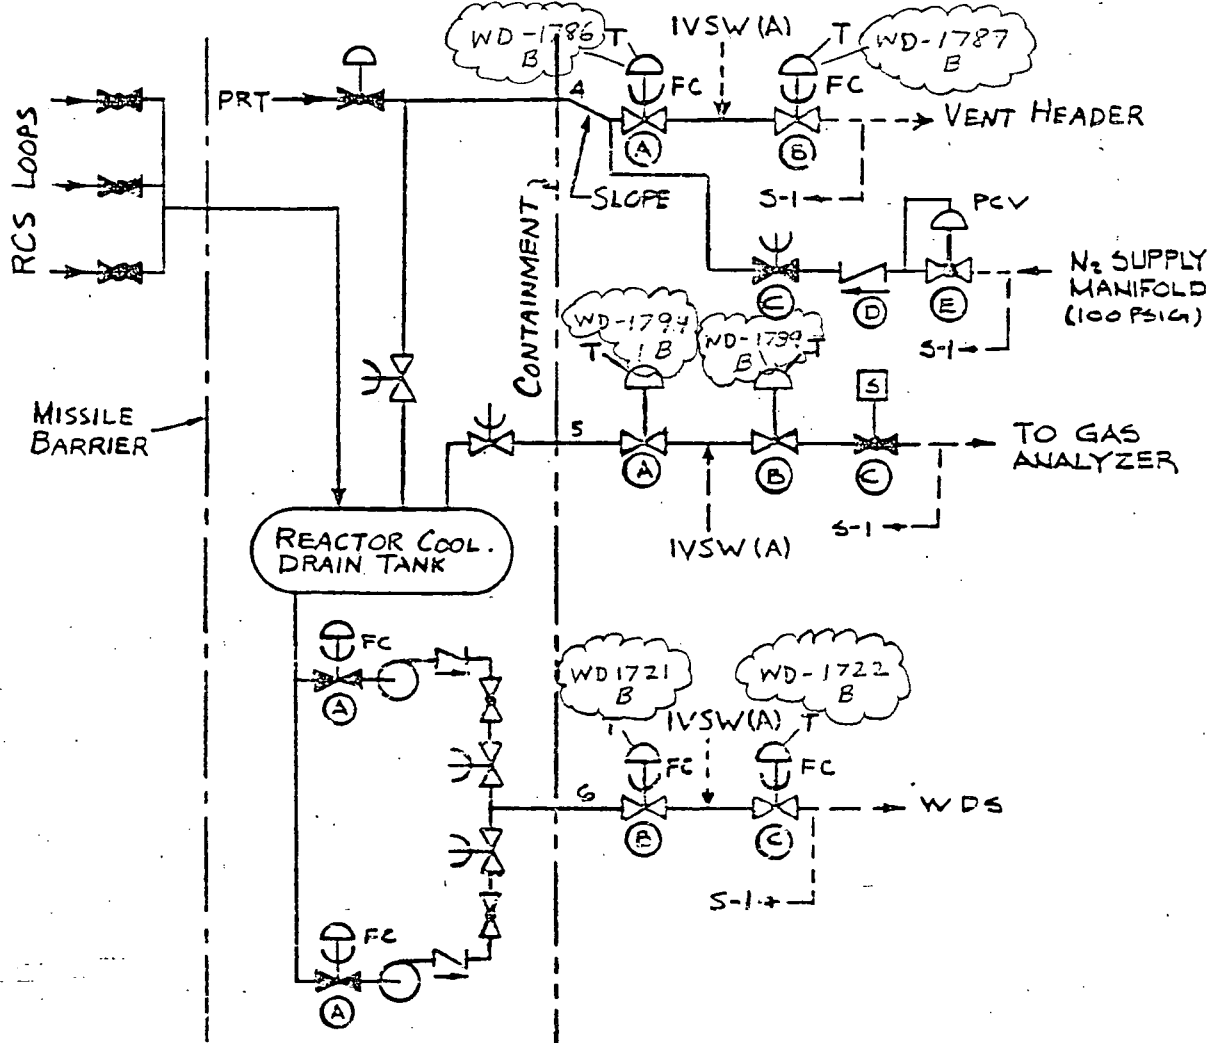 WD-1786
B
T
IVSW(A)
T
WD-1787
B
FC
FC
PRT
4
VENT HEADER
A
B
RCS LOOPS
SLOPE
S-1
PCV
CONTAINMENT
N2 SUPPLY
MANIFOLD
(100 PSIG)
C
D
E
S-1
WD-1794
B
T
WD-1799
B
T
S
MISSILE
BARRIER
5
TO GAS
ANALYZER
A
B
C
S-1
IVSW(A)
REACTOR COOL.
DRAIN TANK
FC
A
WD1721
B
WD-1722
B
T
IVSW(A)
T
FC
FC
6
WDS
B
C
S-1
FC
A